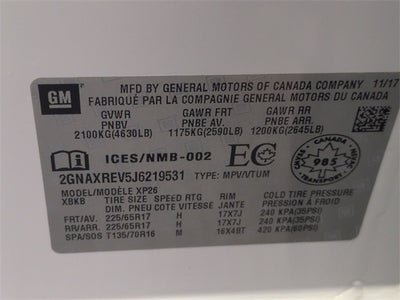 GM
MFD BY GENERAL MOTORS OF CANADA COMPANY 11/17
FABRIQUÉ PAR LA COMPAGNIE GENERAL MOTORS DU CANADA
GVWR GAWR FRT GAWR RR
PNBV PNBE AV. PNBE ARR.
2100KG(4630LB) 1175KG(2590LB) 1200KG(2645LB)
ICES/NMB-002 EC
CANADA
985
TRANSPORT
2GNAXREV5J6219531 TYPE: MPV/VTUM
MODEL/MODÈLE XP26
XBKB TIRE SIZE SPEED RTG RIM COLD TIRE PRESSURE
DIM. PNEU COTE VITESSE JANTE PRESSION À FROID
FRT/AV. 225/65R17 H 17X7J 240 KPA(35PSI)
RR/ARR. 225/65R17 H 17X7J 240 KPA(35PSI)
SPA/SOS T135/70R16 M 16X4BT 420 KPA(60PSI)